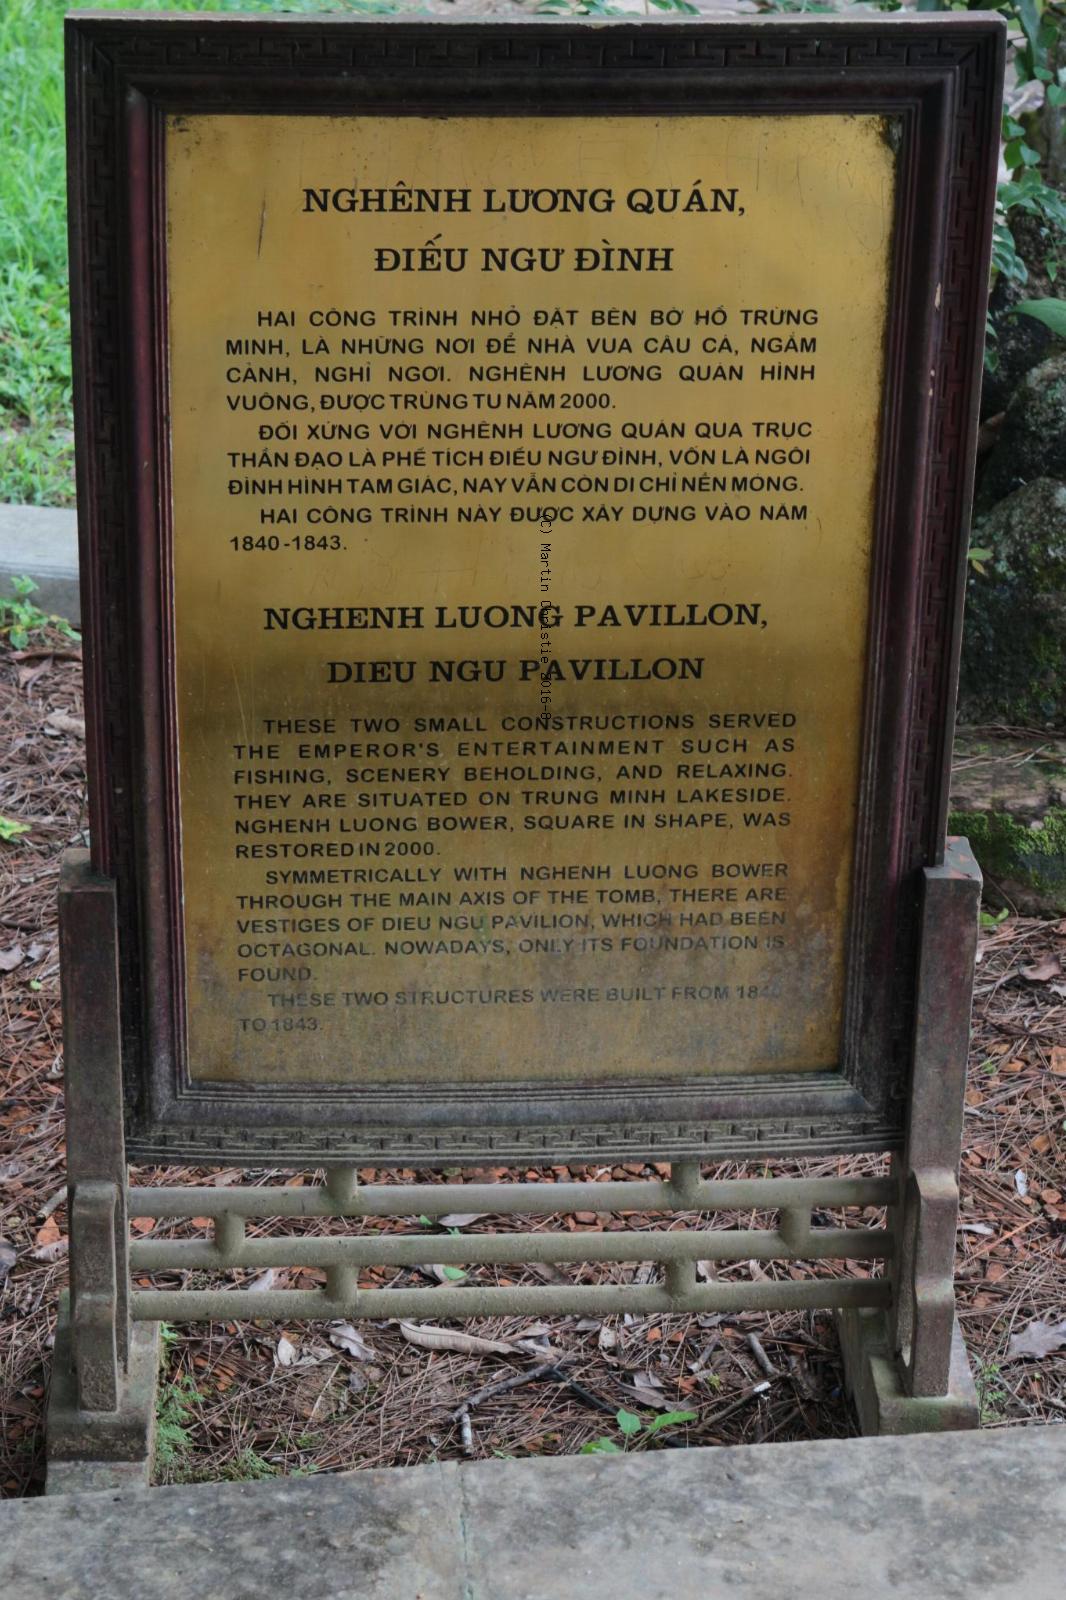 NGHÊNH LƯƠNG QUÁN,
ĐIẾU NGƯ ĐÌNH
HAI CÔNG TRÌNH NHỎ ĐẶT BÊN BỜ HỒ TRỪNG
MINH, LÀ NHỮNG NƠI ĐỂ NHÀ VUA CÂU CÁ, NGẮM
CẢNH, NGHỈ NGƠI. NGHÊNH LƯƠNG QUÁN HÌNH
VUÔNG, ĐƯỢC TRÙNG TU NĂM 2000.
ĐỐI XỨNG VỚI NGHÊNH LƯƠNG QUÁN QUA TRỤC
THẦN ĐẠO LÀ PHẾ TÍCH ĐIẾU NGƯ ĐÌNH, VỐN LÀ NGÔI
ĐÌNH HÌNH TAM GIÁC, NAY VẪN CÒN DI CHỈ NỀN MÓNG.
HAI CÔNG TRÌNH NÀY ĐƯỢC XÂY DỰNG VÀO NĂM
1840-1843.
NGHENH LUONG PAVILLON,
DIEU NGU PAVILLON
THESE TWO SMALL CONSTRUCTIONS SERVED
THE EMPEROR'S ENTERTAINMENT SUCH AS
FISHING, SCENERY BEHOLDING, AND RELAXING.
THEY ARE SITUATED ON TRUNG MINH LAKESIDE.
NGHENH LUONG BOWER, SQUARE IN SHAPE, WAS
RESTORED IN 2000.
SYMMETRICALLY WITH NGHENH LUONG BOWER
THROUGH THE MAIN AXIS OF THE TOMB, THERE ARE
VESTIGES OF DIEU NGU PAVILION, WHICH HAD BEEN
OCTAGONAL. NOWADAYS, ONLY ITS FOUNDATION IS
FOUND.
THESE TWO STRUCTURES WERE BUILT FROM 1840
TO 1843.
(C) Martin Christie 2016-8